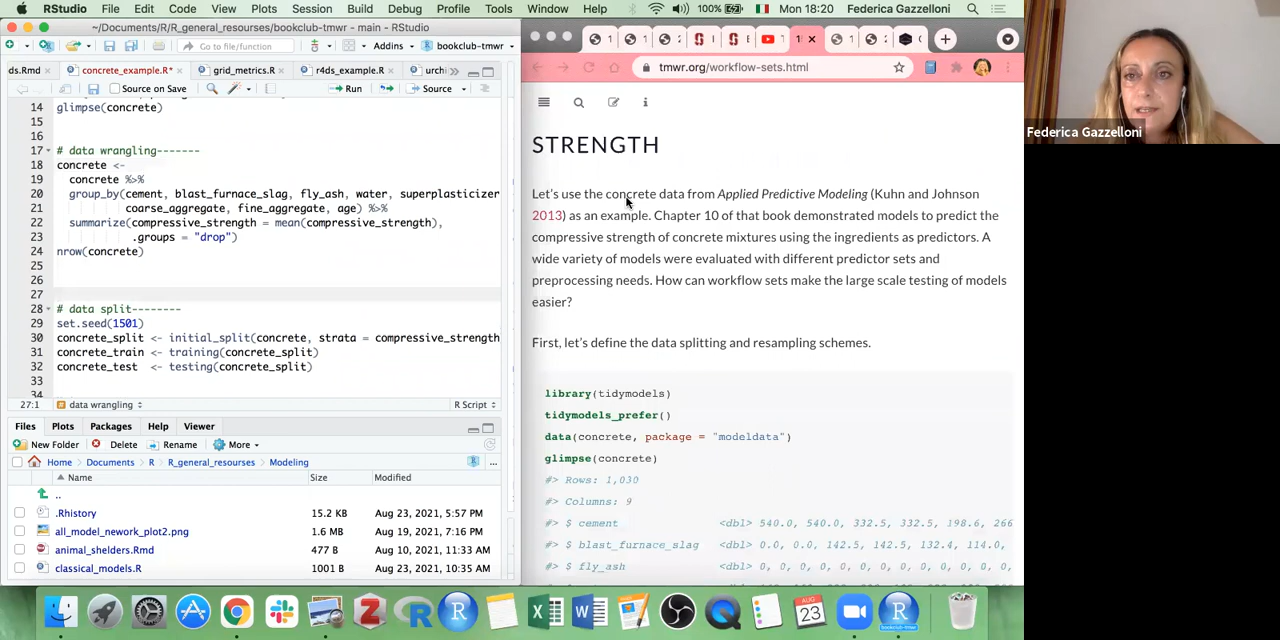 RStudio File Edit Code View Plots Session Build Debug Profile Tools Window Help 100% Mon 18:20 Federica Gazzelloni
~/Documents/R/R_general_resourses/bookclub-tmwr - main - RStudio
Go to file/function Addins bookclub-tmwr
ds.Rmd concrete_example.R* grid_metrics.R r4ds_example.R urchi
Source on Save Run Source
14 glimpse(concrete)
15
16
17 # data wrangling-------
18 concrete <-
19 concrete %>%
20 group_by(cement, blast_furnace_slag, fly_ash, water, superplasticizer
21 coarse_aggregate, fine_aggregate, age) %>%
22 summarize(compressive_strength = mean(compressive_strength),
23 .groups = "drop")
24 nrow(concrete)
25
26
27
28 # data split--------
29 set.seed(1501)
30 concrete_split <- initial_split(concrete, strata = compressive_strength
31 concrete_train <- training(concrete_split)
32 concrete_test <- testing(concrete_split)
33
34
27:1 data wrangling R Script
Files Plots Packages Help Viewer
New Folder Delete Rename More
Home Documents R R_general_resourses Modeling
Name Size Modified
..
.Rhistory 15.2 KB Aug 23, 2021, 5:57 PM
all_model_nework_plot2.png 1.6 MB Aug 19, 2021, 7:16 PM
animal_shelders.Rmd 477 B Aug 10, 2021, 11:33 AM
classical_models.R 1001 B Aug 23, 2021, 10:35 AM
tmwr.org/workflow-sets.html
STRENGTH
Let's use the concrete data from Applied Predictive Modeling (Kuhn and Johnson
2013) as an example. Chapter 10 of that book demonstrated models to predict the
compressive strength of concrete mixtures using the ingredients as predictors. A
wide variety of models were evaluated with different predictor sets and
preprocessing needs. How can workflow sets make the large scale testing of models
easier?
First, let's define the data splitting and resampling schemes.
library(tidymodels)
tidymodels_prefer()
data(concrete, package = "modeldata")
glimpse(concrete)
#> Rows: 1,030
#> Columns: 9
#> $ cement <dbl> 540.0, 540.0, 332.5, 332.5, 198.6, 266
#> $ blast_furnace_slag <dbl> 0.0, 0.0, 142.5, 142.5, 132.4, 114.0,
#> $ fly_ash <dbl> 0, 0, 0, 0, 0, 0, 0, 0, 0, 0, 0, 0, 0,
Federica Gazzelloni
AUG
23
bookclub-tmwr